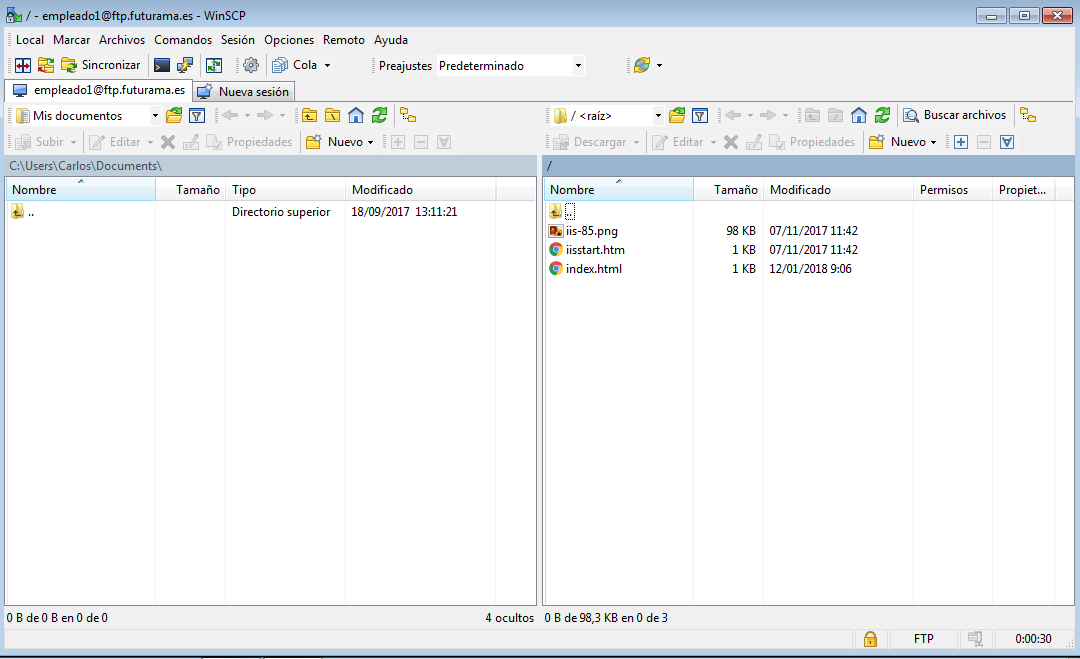 / - empleado1@ftp.futurama.es - WinSCP
Local Marcar Archivos Comandos Sesión Opciones Remoto Ayuda
Sincronizar Cola Preajustes Predeterminado
empleado1@ftp.futurama.es Nueva sesión
Mis documentos / <raíz> Buscar archivos
Subir Editar Propiedades Nuevo Descargar Editar Propiedades Nuevo
C:\Users\Carlos\Documents\ /
Nombre Tamaño Tipo Modificado Nombre Tamaño Modificado Permisos Propiet...
.. Directorio superior 18/09/2017 13:11:21 ..
iis-85.png 98 KB 07/11/2017 11:42
iisstart.htm 1 KB 07/11/2017 11:42
index.html 1 KB 12/01/2018 9:06
0 B de 0 B en 0 de 0 4 ocultos 0 B de 98,3 KB en 0 de 3
FTP 0:00:30